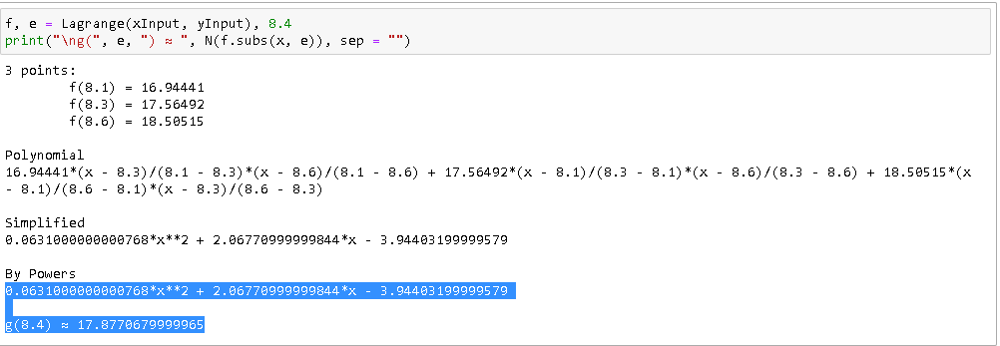 f, e = Lagrange(xInput, yInput), 8.4
print("\ng(", e, ") ≈ ", N(f.subs(x, e)), sep = "")
3 points:
f(8.1) = 16.94441
f(8.3) = 17.56492
f(8.6) = 18.50515
Polynomial
16.94441*(x - 8.3)/(8.1 - 8.3)*(x - 8.6)/(8.1 - 8.6) + 17.56492*(x - 8.1)/(8.3 - 8.1)*(x - 8.6)/(8.3 - 8.6) + 18.50515*(x
- 8.1)/(8.6 - 8.1)*(x - 8.3)/(8.6 - 8.3)
Simplified
0.0631000000000768*x**2 + 2.06770999999844*x - 3.94403199999579
By Powers
0.0631000000000768*x**2 + 2.06770999999844*x - 3.94403199999579
g(8.4) ≈ 17.8770679999965